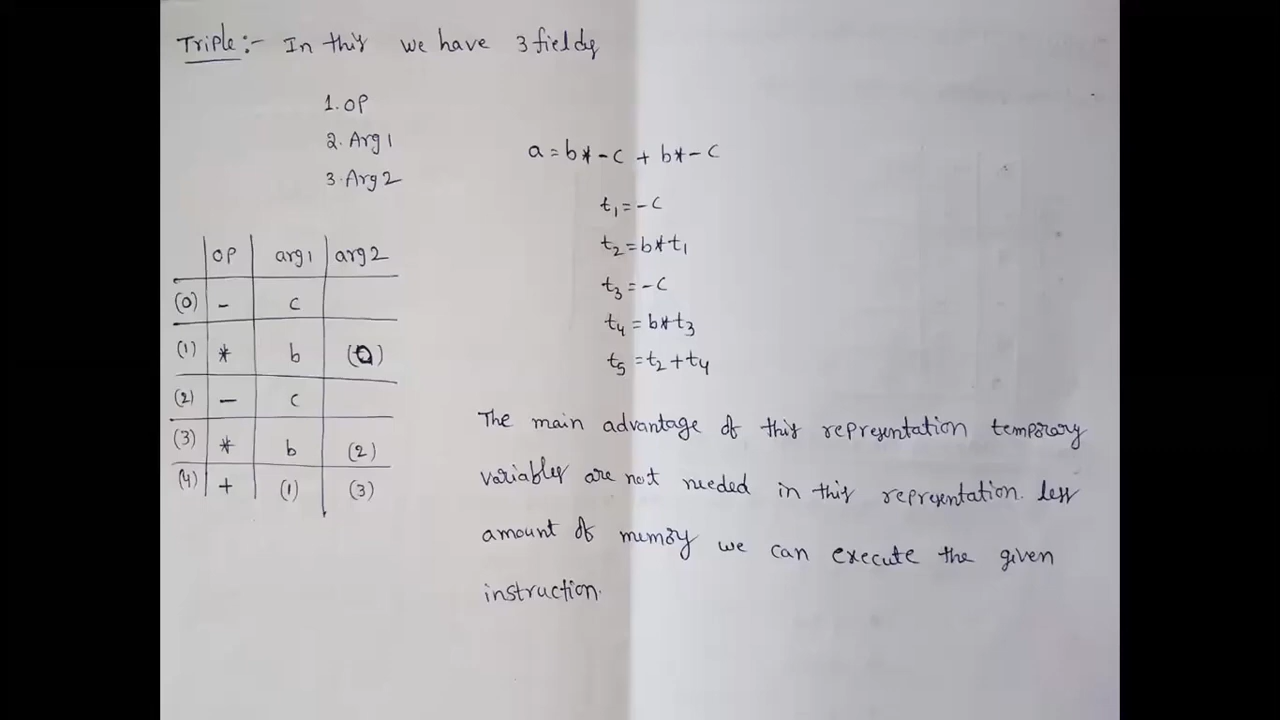 Triple:- In this we have 3 fields
1. OP
2. Arg 1
3. Arg 2
a = b* - c + b* - c
t1 = -c
t2 = b*t1
t3 = -c
t4 = b*t3
t5 = t2 + t4
OP arg1 arg2
(0) - c
(1) * b (0)
(2) - c
(3) * b (2)
(4) + (1) (3)
The main advantage of this representation temporary
variables are not needed in this representation. less
amount of memory we can execute the given
instruction.